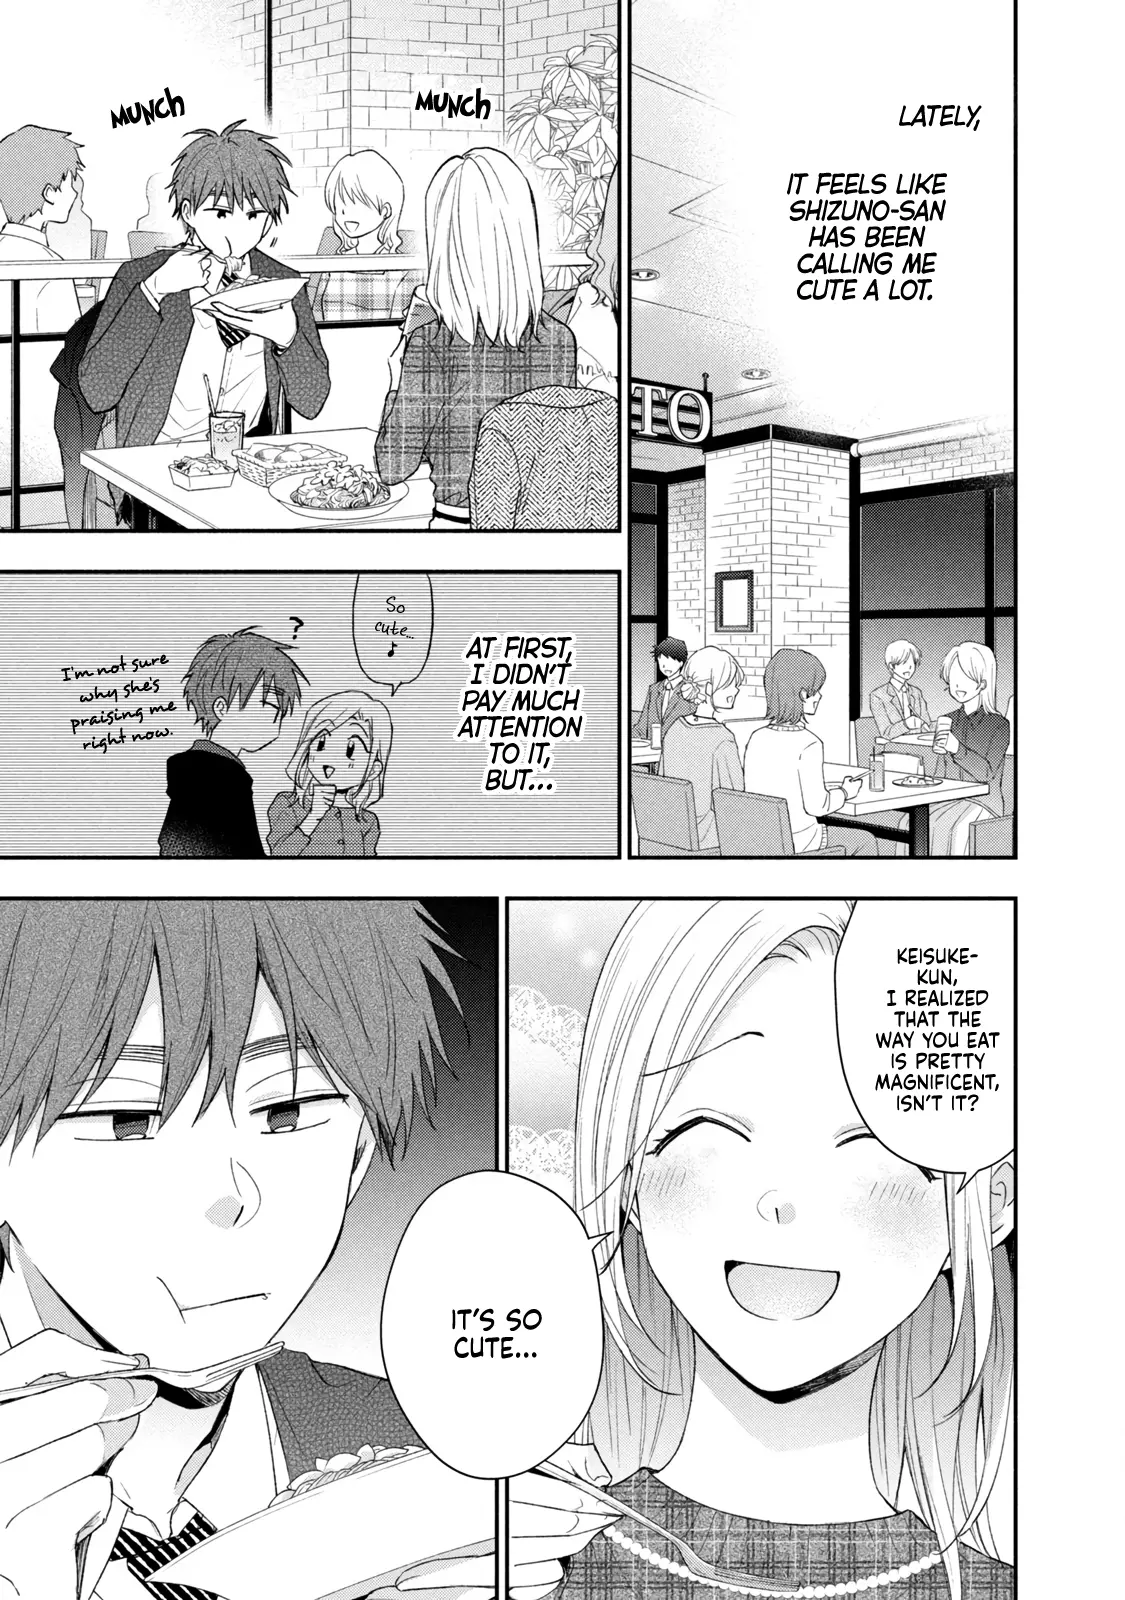 LATELY,
IT FEELS LIKE
SHIZUNO-SAN
HAS BEEN
CALLING ME
CUTE A LOT.
TO
MUNCH
MUNCH
AT FIRST,
I DIDN'T
PAY MUCH
ATTENTION
TO IT,
BUT...
So
cute...
♪
?
I'm not sure
why she's
praising me
right now.
KEISUKE-
KUN,
I REALIZED
THAT THE
WAY YOU EAT
IS PRETTY
MAGNIFICENT,
ISN'T IT?
IT'S SO
CUTE...